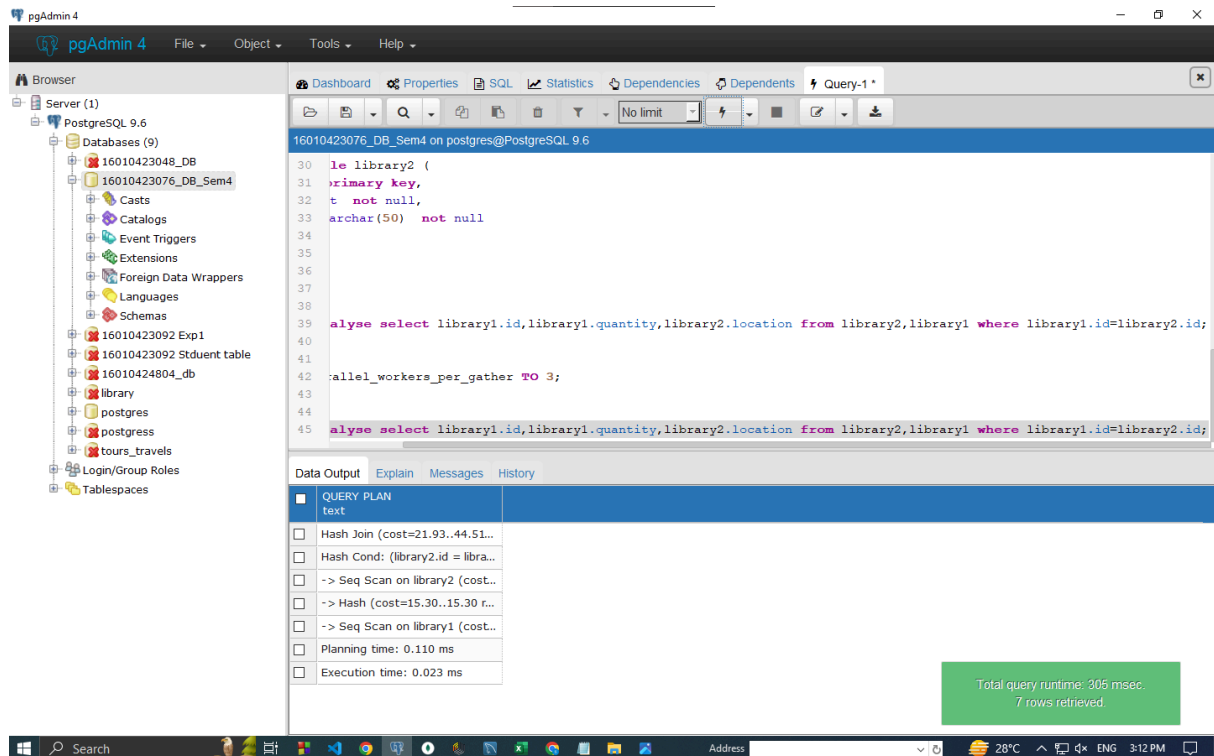 pgAdmin 4
pgAdmin 4 File Object Tools Help
Browser
Dashboard Properties SQL Statistics Dependencies Dependents Query-1 *
Server (1)
PostgreSQL 9.6
Databases (9)
16010423048_DB
16010423076_DB_Sem4
Casts
Catalogs
Event Triggers
Extensions
Foreign Data Wrappers
Languages
Schemas
16010423092 Exp1
16010423092 Stduent table
16010424804_db
library
postgres
postgress
tours_travels
Login/Group Roles
Tablespaces
No limit
16010423076_DB_Sem4 on postgres@PostgreSQL 9.6
30 le library2 (
31 primary key,
32 t not null,
33 archar(50) not null
34
35
36
37
38
39 alyse select library1.id,library1.quantity,library2.location from library2,library1 where library1.id=library2.id;
40
41
42 rallel_workers_per_gather TO 3;
43
44
45 alyse select library1.id,library1.quantity,library2.location from library2,library1 where library1.id=library2.id;
Data Output Explain Messages History
QUERY PLAN
text
Hash Join (cost=21.93..44.51...
Hash Cond: (library2.id = libra...
-> Seq Scan on library2 (cost...
-> Hash (cost=15.30..15.30 r...
-> Seq Scan on library1 (cost...
Planning time: 0.110 ms
Execution time: 0.023 ms
Total query runtime: 305 msec.
7 rows retrieved.
Search Address 28°C ENG 3:12 PM